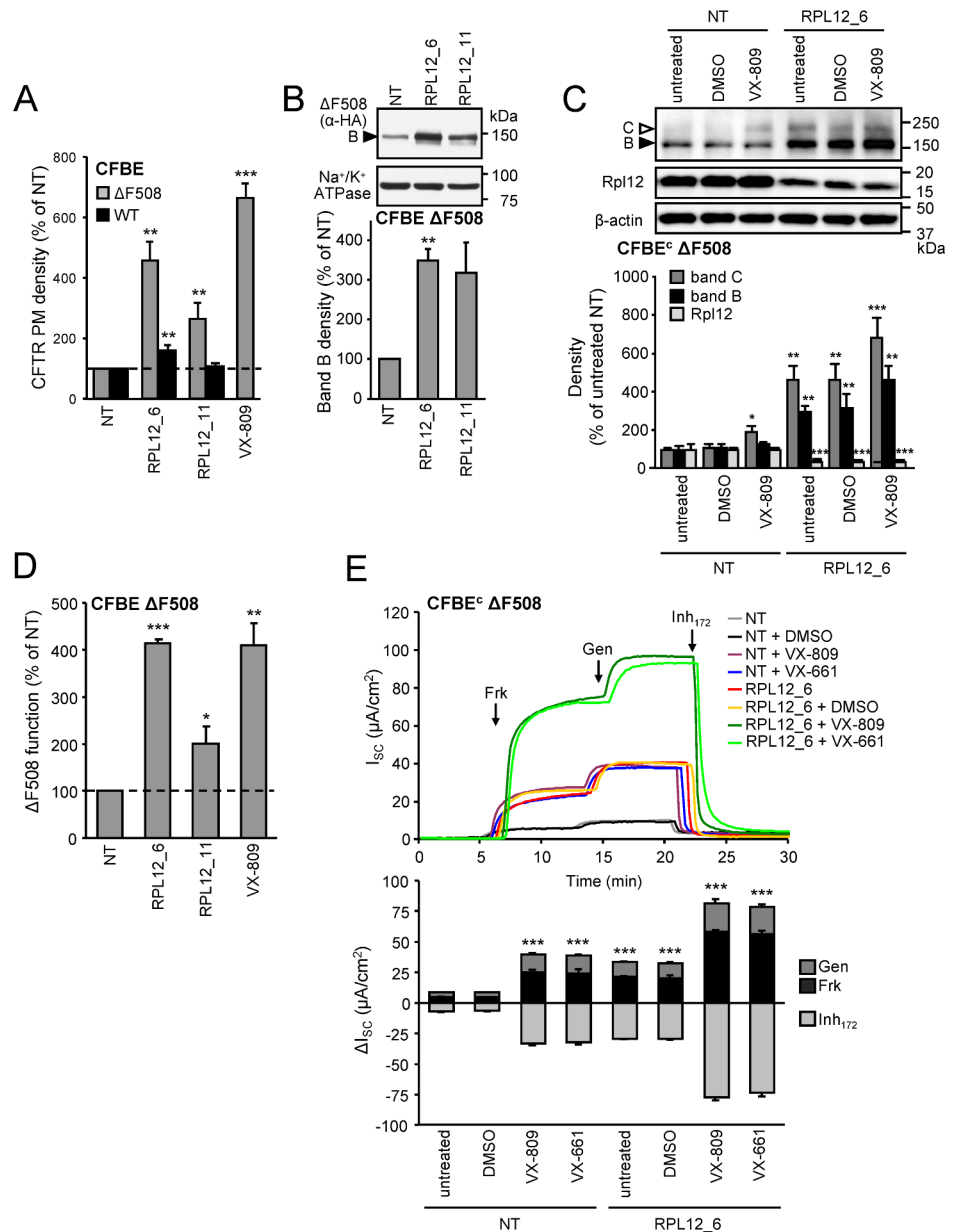 A
CFTR PM density (% of NT)
800
600
400
200
100
0
CFBE
ΔF508
WT
**
**
**
***
NT
RPL12_6
RPL12_11
VX-809
B
NT
RPL12_6
RPL12_11
ΔF508
(α-HA)
B
kDa
150
Na⁺/K⁺
ATPase
100
75
CFBE ΔF508
Band B density (% of NT)
400
300
200
100
0
**
NT
RPL12_6
RPL12_11
C
NT
RPL12_6
untreated
DMSO
VX-809
untreated
DMSO
VX-809
C
B
250
150
Rpl12
20
15
β-actin
50
37
kDa
CFBEᶜ ΔF508
Density
(% of untreated NT)
1000
800
600
400
200
0
band C
band B
Rpl12
*
**
**
***
**
**
***
***
**
***
untreated
DMSO
VX-809
untreated
DMSO
VX-809
NT
RPL12_6
D
CFBE ΔF508
ΔF508 function (% of NT)
500
400
300
200
100
0
***
*
**
NT
RPL12_6
RPL12_11
VX-809
E
CFBEᶜ ΔF508
I_SC (µA/cm²)
120
100
80
60
40
20
0
Frk
Gen
Inh₁₇₂
NT
NT + DMSO
NT + VX-809
NT + VX-661
RPL12_6
RPL12_6 + DMSO
RPL12_6 + VX-809
RPL12_6 + VX-661
0
5
10
15
20
25
30
Time (min)
ΔI_SC (µA/cm²)
75
50
25
0
-25
-50
-75
-100
***
***
***
***
***
***
Gen
Frk
Inh₁₇₂
untreated
DMSO
VX-809
VX-661
untreated
DMSO
VX-809
VX-661
NT
RPL12_6